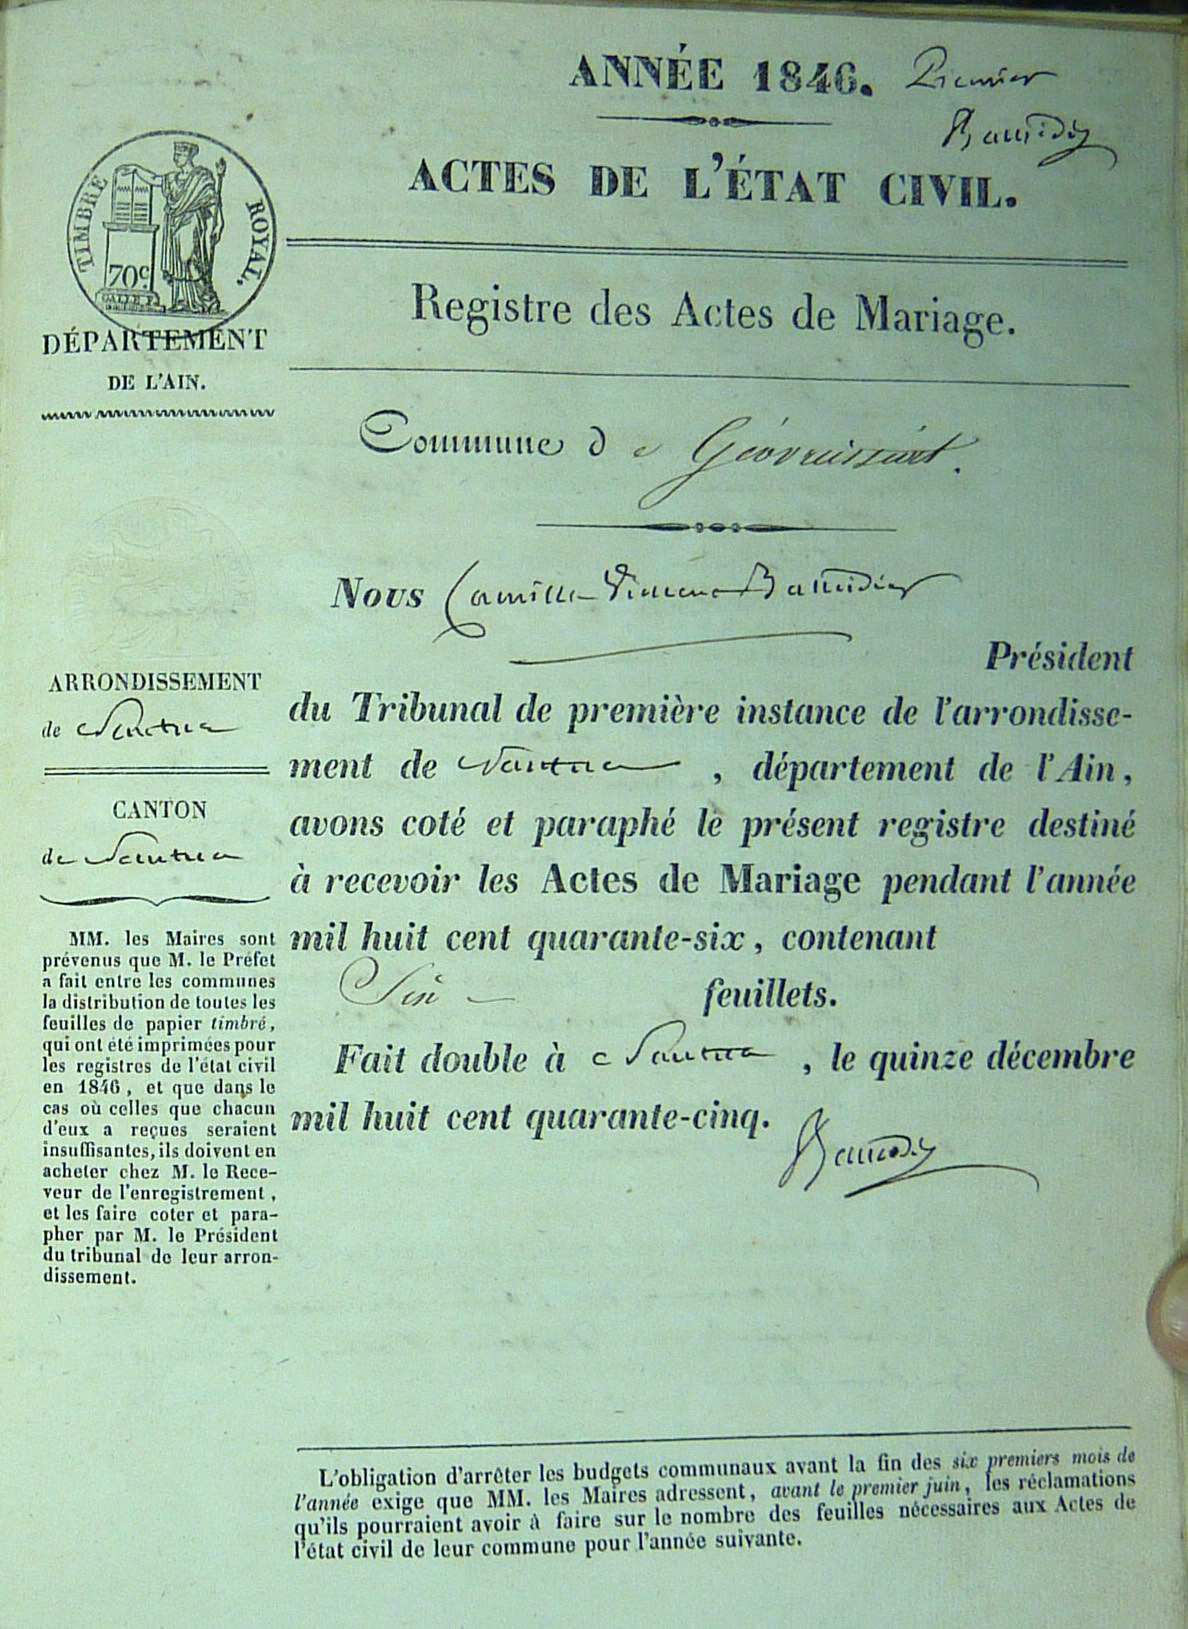 ANNÉE 1846. Premier
ACTES DE L'ÉTAT CIVIL.
TIMBRE ROYAL.
70c
DÉPARTEMENT
DE L'AIN.
Registre des Actes de Mariage.
Commune de Géovreissiat.
Nous Camille
Président
du Tribunal de première instance de l'arrondisse-
ment de Nantua, département de l'Ain,
avons coté et paraphé le présent registre destiné
à recevoir les Actes de Mariage pendant l'année
mil huit cent quarante-six, contenant
Six feuillets.
Fait double à Nantua, le quinze décembre
mil huit cent quarante-cinq.
ARRONDISSEMENT
de Nantua
CANTON
de Nantua
MM. les Maires sont
prévenus que M. le Préfet
a fait entre les communes
la distribution de toutes les
feuilles de papier timbré,
qui ont été imprimées pour
les registres de l'état civil
en 1846, et que dans le
cas où celles que chacun
d'eux a reçues seraient
insuffisantes, ils doivent en
acheter chez M. le Rece-
veur de l'enregistrement,
et les faire coter et para-
pher par M. le Président
du tribunal de leur arron-
dissement.
L'obligation d'arrêter les budgets communaux avant la fin des six premiers mois de
l'année exige que MM. les Maires adressent, avant le premier juin, les réclamations
qu'ils pourraient avoir à faire sur le nombre des feuilles nécessaires aux Actes de
l'état civil de leur commune pour l'année suivante.